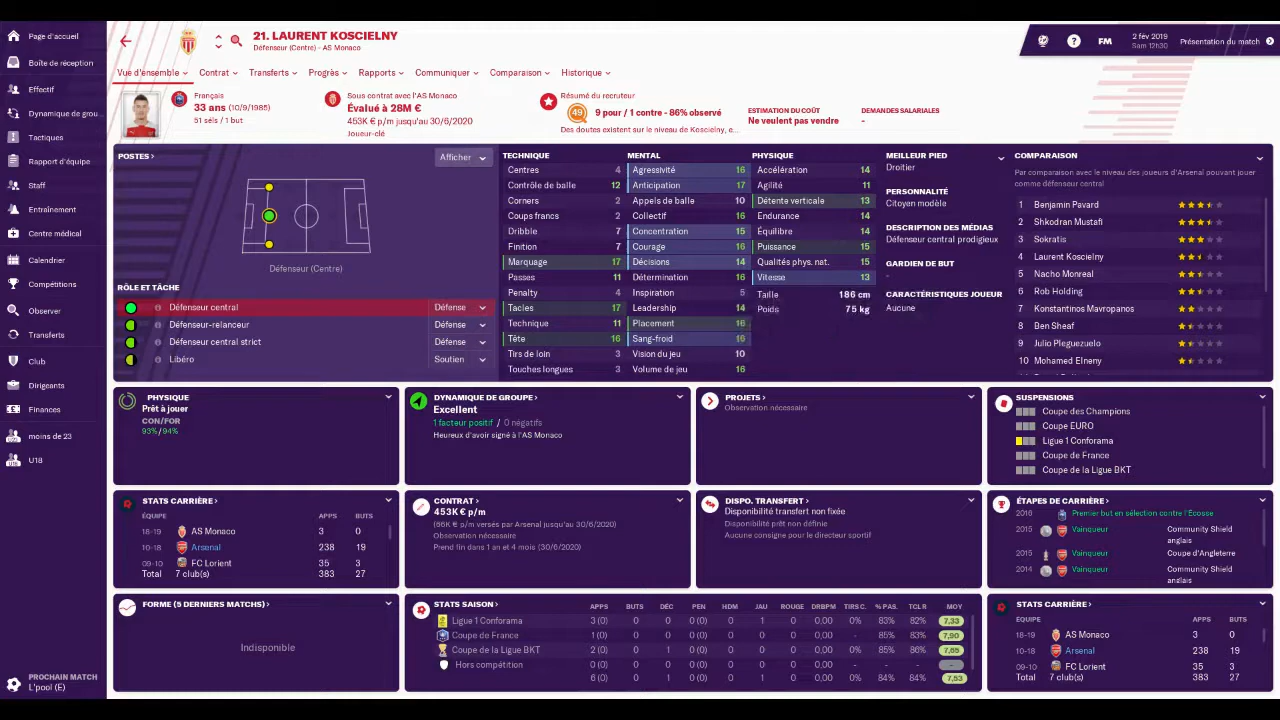 21. LAURENT KOSCIELNY
Défenseur (Centre) - AS Monaco
2 fév 2019
Sam 12h30
FM
Présentation du match
Page d'accueil
Boîte de réception
Effectif
Dynamique de grou...
Tactiques
Rapport d'équipe
Staff
Entraînement
Centre médical
Calendrier
Compétitions
Observer
Transferts
Club
Dirigeants
Finances
moins de 23
U18
PROCHAIN MATCH
L'pool (E)
Vue d'ensemble
Contrat
Transferts
Progrès
Rapports
Communiquer
Comparaison
Historique
Français
33 ans (10/9/1985)
51 séls / 1 but
Sous contrat avec l'AS Monaco
Évalué à 28M €
453K € p/m jusqu'au 30/6/2020
Joueur-clé
Résumé du recruteur
49
9 pour / 1 contre - 86% observé
Des doutes existent sur le niveau de Koscielny, e...
ESTIMATION DU COÛT
Ne veulent pas vendre
DEMANDES SALARIALES
-
POSTES
Afficher
Défenseur (Centre)
RÔLE ET TÂCHE
Défenseur central Défense
Défenseur-relanceur Défense
Défenseur central strict Défense
Libéro Soutien
TECHNIQUE
Centres 4
Contrôle de balle 12
Corners 2
Coups francs 2
Dribble 7
Finition 7
Marquage 17
Passes 11
Penalty 4
Tacles 17
Technique 11
Tête 16
Tirs de loin 3
Touches longues 3
MENTAL
Agressivité 16
Anticipation 17
Appels de balle 10
Collectif 16
Concentration 15
Courage 16
Décisions 14
Détermination 16
Inspiration 5
Leadership 14
Placement 16
Sang-froid 16
Vision du jeu 10
Volume de jeu 16
PHYSIQUE
Accélération 14
Agilité 11
Détente verticale 13
Endurance 14
Équilibre 14
Puissance 15
Qualités phys. nat. 15
Vitesse 13
Taille 186 cm
Poids 75 kg
MEILLEUR PIED
Droitier
PERSONNALITÉ
Citoyen modèle
DESCRIPTION DES MÉDIAS
Défenseur central prodigieux
GARDIEN DE BUT
-
CARACTÉRISTIQUES JOUEUR
Aucune
COMPARAISON
Par comparaison avec le niveau des joueurs d'Arsenal pouvant jouer
comme défenseur central
1 Benjamin Pavard
2 Shkodran Mustafi
3 Sokratis
4 Laurent Koscielny
5 Nacho Monreal
6 Rob Holding
7 Konstantinos Mavropanos
8 Ben Sheaf
9 Julio Pleguezuelo
10 Mohamed Elneny
PHYSIQUE
Prêt à jouer
CON/FOR
93%/94%
DYNAMIQUE DE GROUPE
Excellent
1 facteur positif / 0 négatifs
Heureux d'avoir signé à l'AS Monaco
PROJETS
Observation nécessaire
SUSPENSIONS
Coupe des Champions
Coupe EURO
Ligue 1 Conforama
Coupe de France
Coupe de la Ligue BKT
STATS CARRIÈRE
ÉQUIPE APPS BUTS
18-19 AS Monaco 3 0
10-18 Arsenal 238 19
09-10 FC Lorient 35 3
Total 7 club(s) 383 27
CONTRAT
453K € p/m
(66K € p/m versés par Arsenal jusqu'au 30/6/2020)
Observation nécessaire
Prend fin dans 1 an et 4 mois (30/6/2020)
DISPO. TRANSFERT
Disponibilité transfert non fixée
Disponibilité prêt non définie
Aucune consigne pour le directeur sportif
ÉTAPES DE CARRIÈRE
2016 Premier but en sélection contre l'Écosse
2015 Vainqueur Community Shield
anglais
2015 Vainqueur Coupe d'Angleterre
2014 Vainqueur Community Shield
anglais
FORME (5 DERNIERS MATCHS)
Indisponible
STATS SAISON
APPS BUTS DÉC PEN HDM JAU ROUGE DRBPM TIRS C. % PAS. TCL R MOY
Ligue 1 Conforama 3 (0) 0 0 0 (0) 0 1 0 0,00 0% 83% 82% 7,33
Coupe de France 1 (0) 0 0 0 (0) 0 0 0 0,00 - 85% 83% 7,90
Coupe de la Ligue BKT 2 (0) 0 1 0 (0) 0 0 0 0,00 0% 85% 86% 7,65
Hors compétition 0 (0) 0 0 0 (0) 0 0 0 - - - - -
6 (0) 0 1 0 (0) 0 1 0 0,00 0% 84% 84% 7,53
STATS CARRIÈRE
ÉQUIPE APPS BUTS
18-19 AS Monaco 3 0
10-18 Arsenal 238 19
09-10 FC Lorient 35 3
Total 7 club(s) 383 27